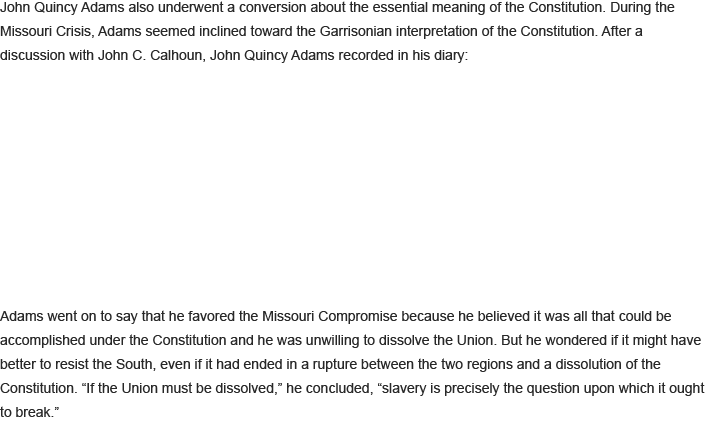 John Quincy Adams also underwent a conversion about the essential meaning of the Constitution. During the
Missouri Crisis, Adams seemed inclined toward the Garrisonian interpretation of the Constitution. After a
discussion with John C. Calhoun, John Quincy Adams recorded in his diary:
Adams went on to say that he favored the Missouri Compromise because he believed it was all that could be
accomplished under the Constitution and he was unwilling to dissolve the Union. But he wondered if it might have
better to resist the South, even if it had ended in a rupture between the two regions and a dissolution of the
Constitution. “If the Union must be dissolved,” he concluded, “slavery is precisely the question upon which it ought
to break.”